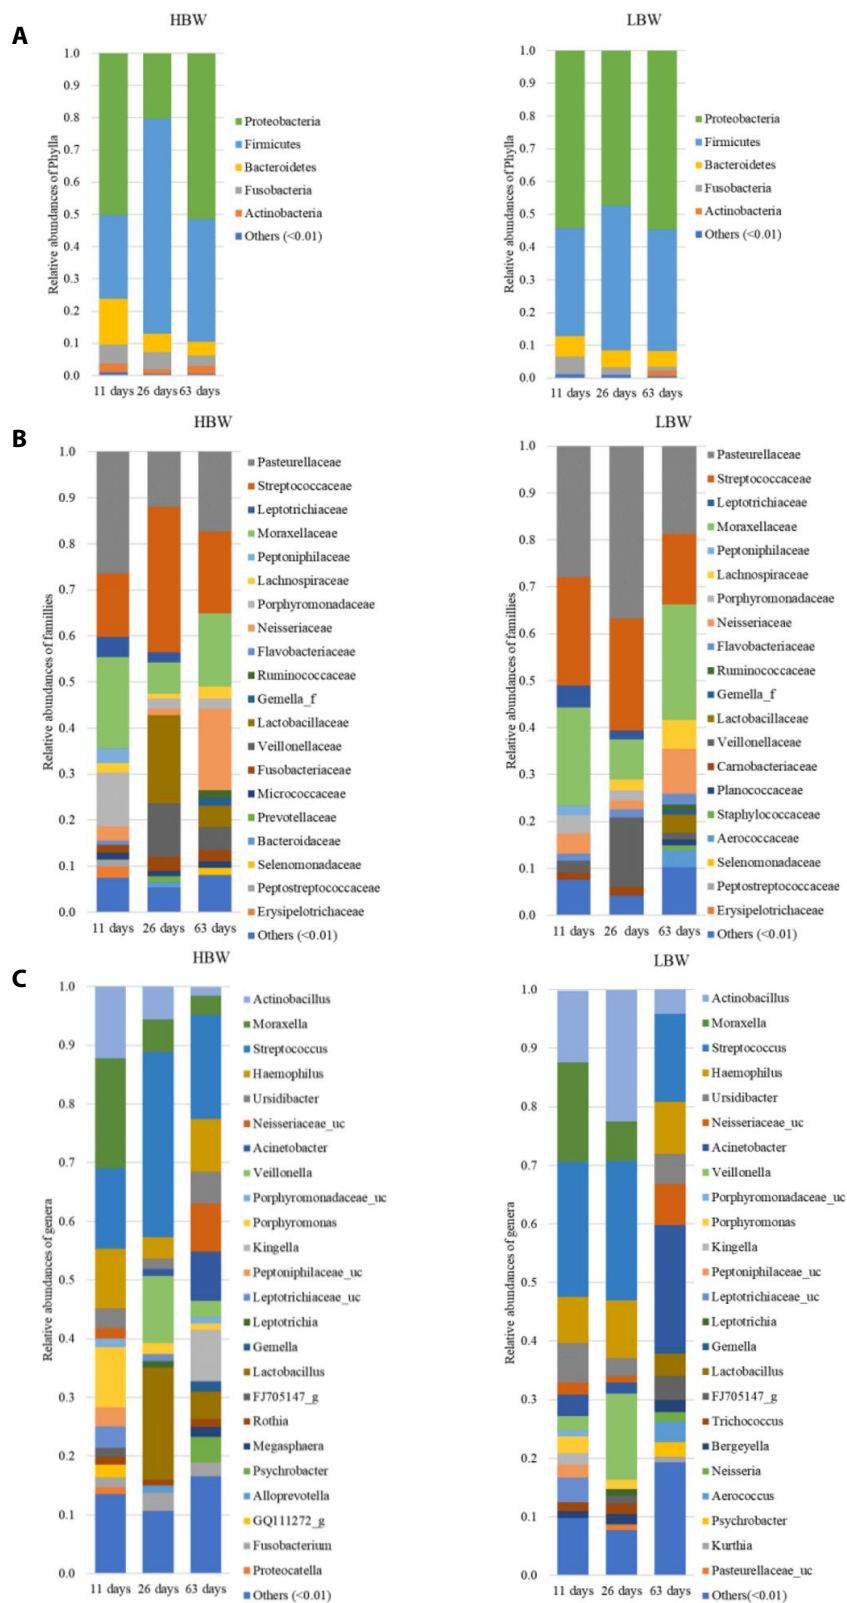 A
HBW
Relative abundances of Phylla
1.0
0.9
0.8
0.7
0.6
0.5
0.4
0.3
0.2
0.1
0.0
11 days 26 days 63 days
Proteobacteria
Firmicutes
Bacteroidetes
Fusobacteria
Actinobacteria
Others (<0.01)
LBW
Relative abundances of Phylla
1.0
0.9
0.8
0.7
0.6
0.5
0.4
0.3
0.2
0.1
0.0
11 days 26 days 63 days
Proteobacteria
Firmicutes
Bacteroidetes
Fusobacteria
Actinobacteria
Others (<0.01)
B
HBW
Relative abundances of famillies
1.0
0.9
0.8
0.7
0.6
0.5
0.4
0.3
0.2
0.1
0.0
11 days 26 days 63 days
Pasteurellaceae
Streptococcaceae
Leptotrichiaceae
Moraxellaceae
Peptoniphilaceae
Lachnospiraceae
Porphyromonadaceae
Neisseriaceae
Flavobacteriaceae
Ruminococcaceae
Gemella_f
Lactobacillaceae
Veillonellaceae
Fusobacteriaceae
Micrococcaceae
Prevotellaceae
Bacteroidaceae
Selenomonadaceae
Peptostreptococcaceae
Erysipelotrichaceae
Others (<0.01)
LBW
Relative abundances of famillies
1.0
0.9
0.8
0.7
0.6
0.5
0.4
0.3
0.2
0.1
0.0
11 days 26 days 63 days
Pasteurellaceae
Streptococcaceae
Leptotrichiaceae
Moraxellaceae
Peptoniphilaceae
Lachnospiraceae
Porphyromonadaceae
Neisseriaceae
Flavobacteriaceae
Ruminococcaceae
Gemella_f
Lactobacillaceae
Veillonellaceae
Carnobacteriaceae
Planococcaceae
Staphylococcaceae
Aerococcaceae
Selenomonadaceae
Peptostreptococcaceae
Erysipelotrichaceae
Others (<0.01)
C
HBW
Relative abundances of genera
1.0
0.9
0.8
0.7
0.6
0.5
0.4
0.3
0.2
0.1
0.0
11 days 26 days 63 days
Actinobacillus
Moraxella
Streptococcus
Haemophilus
Ursidibacter
Neisseriaceae_uc
Acinetobacter
Veillonella
Porphyromonadaceae_uc
Porphyromonas
Kingella
Peptoniphilaceae_uc
Leptotrichiaceae_uc
Leptotrichia
Gemella
Lactobacillus
FJ705147_g
Rothia
Megasphaera
Psychrobacter
Alloprevotella
GQ111272_g
Fusobacterium
Proteocatella
Others (<0.01)
LBW
Relative abundances of genera
1.0
0.9
0.8
0.7
0.6
0.5
0.4
0.3
0.2
0.1
0.0
11 days 26 days 63 days
Actinobacillus
Moraxella
Streptococcus
Haemophilus
Ursidibacter
Neisseriaceae_uc
Acinetobacter
Veillonella
Porphyromonadaceae_uc
Porphyromonas
Kingella
Peptoniphilaceae_uc
Leptotrichiaceae_uc
Leptotrichia
Gemella
Lactobacillus
FJ705147_g
Trichococcus
Bergeyella
Neisseria
Aerococcus
Psychrobacter
Kurthia
Pasteurellaceae_uc
Others(<0.01)